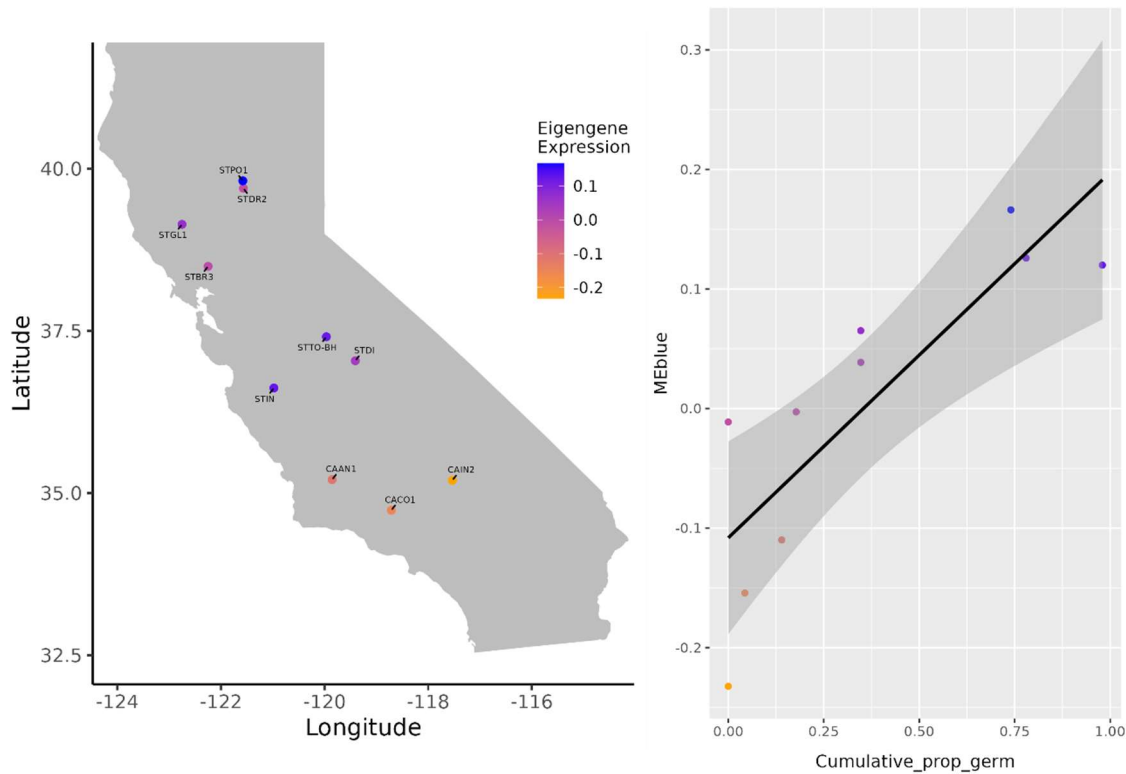 40.0
37.5
35.0
32.5
Latitude
-124
-122
-120
-118
-116
Longitude
STPO1
STDR2
STGL1
STBR3
STTO-BH
STDI
STIN
CAAN1
CAIN2
CACO1
Eigengene
Expression
0.1
0.0
-0.1
-0.2
0.3
0.2
0.1
0.0
-0.1
-0.2
MEblue
0.00
0.25
0.50
0.75
1.00
Cumulative_prop_germ